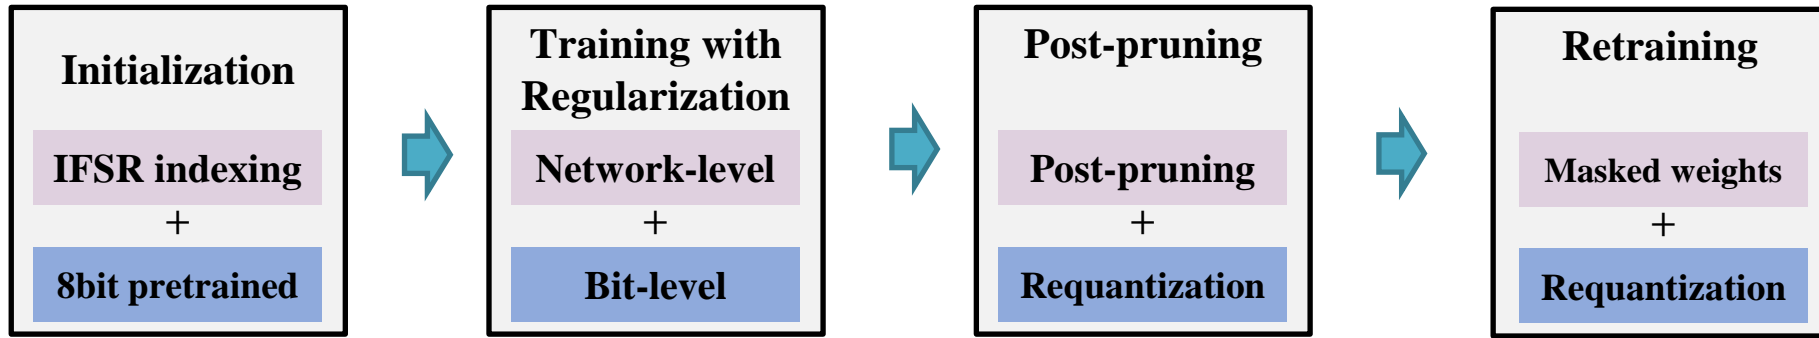 Initialization
IFSR indexing
+
8bit pretrained
Training with
Regularization
Network-level
+
Bit-level
Post-pruning
Post-pruning
+
Requantization
Retraining
Masked weights
+
Requantization